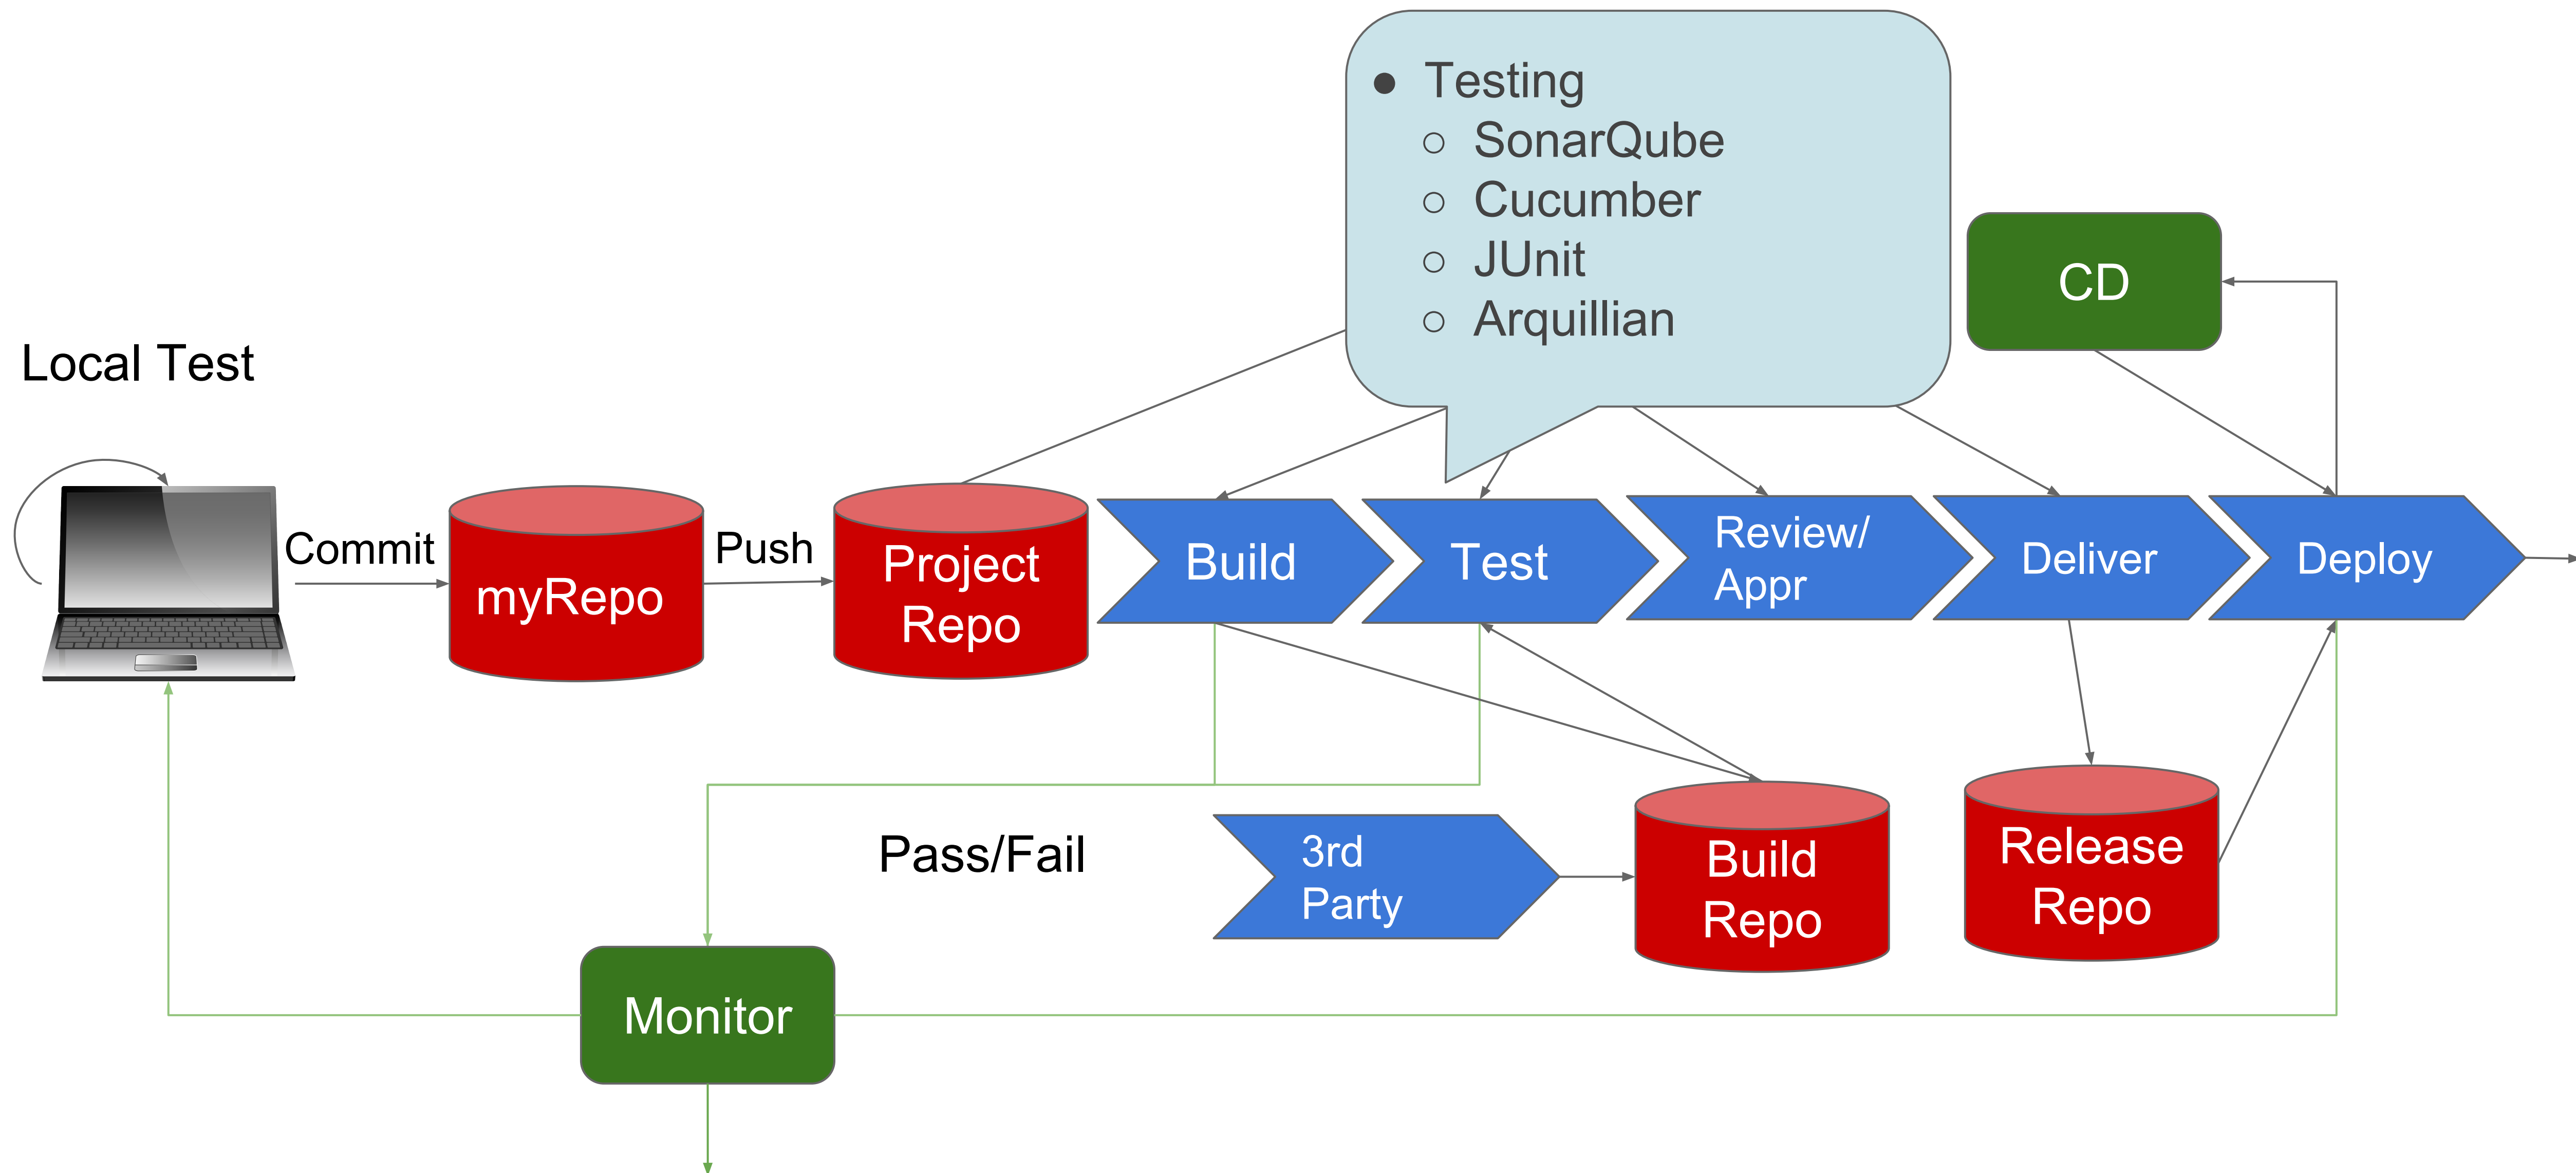 ● Testing
○ SonarQube
○ Cucumber
○ JUnit
○ Arquillian
CD
Local Test
Commit
myRepo
Push
Project
Repo
Build
Test
Review/
Appr
Deliver
Deploy
Pass/Fail
3rd
Party
Build
Repo
Release
Repo
Monitor